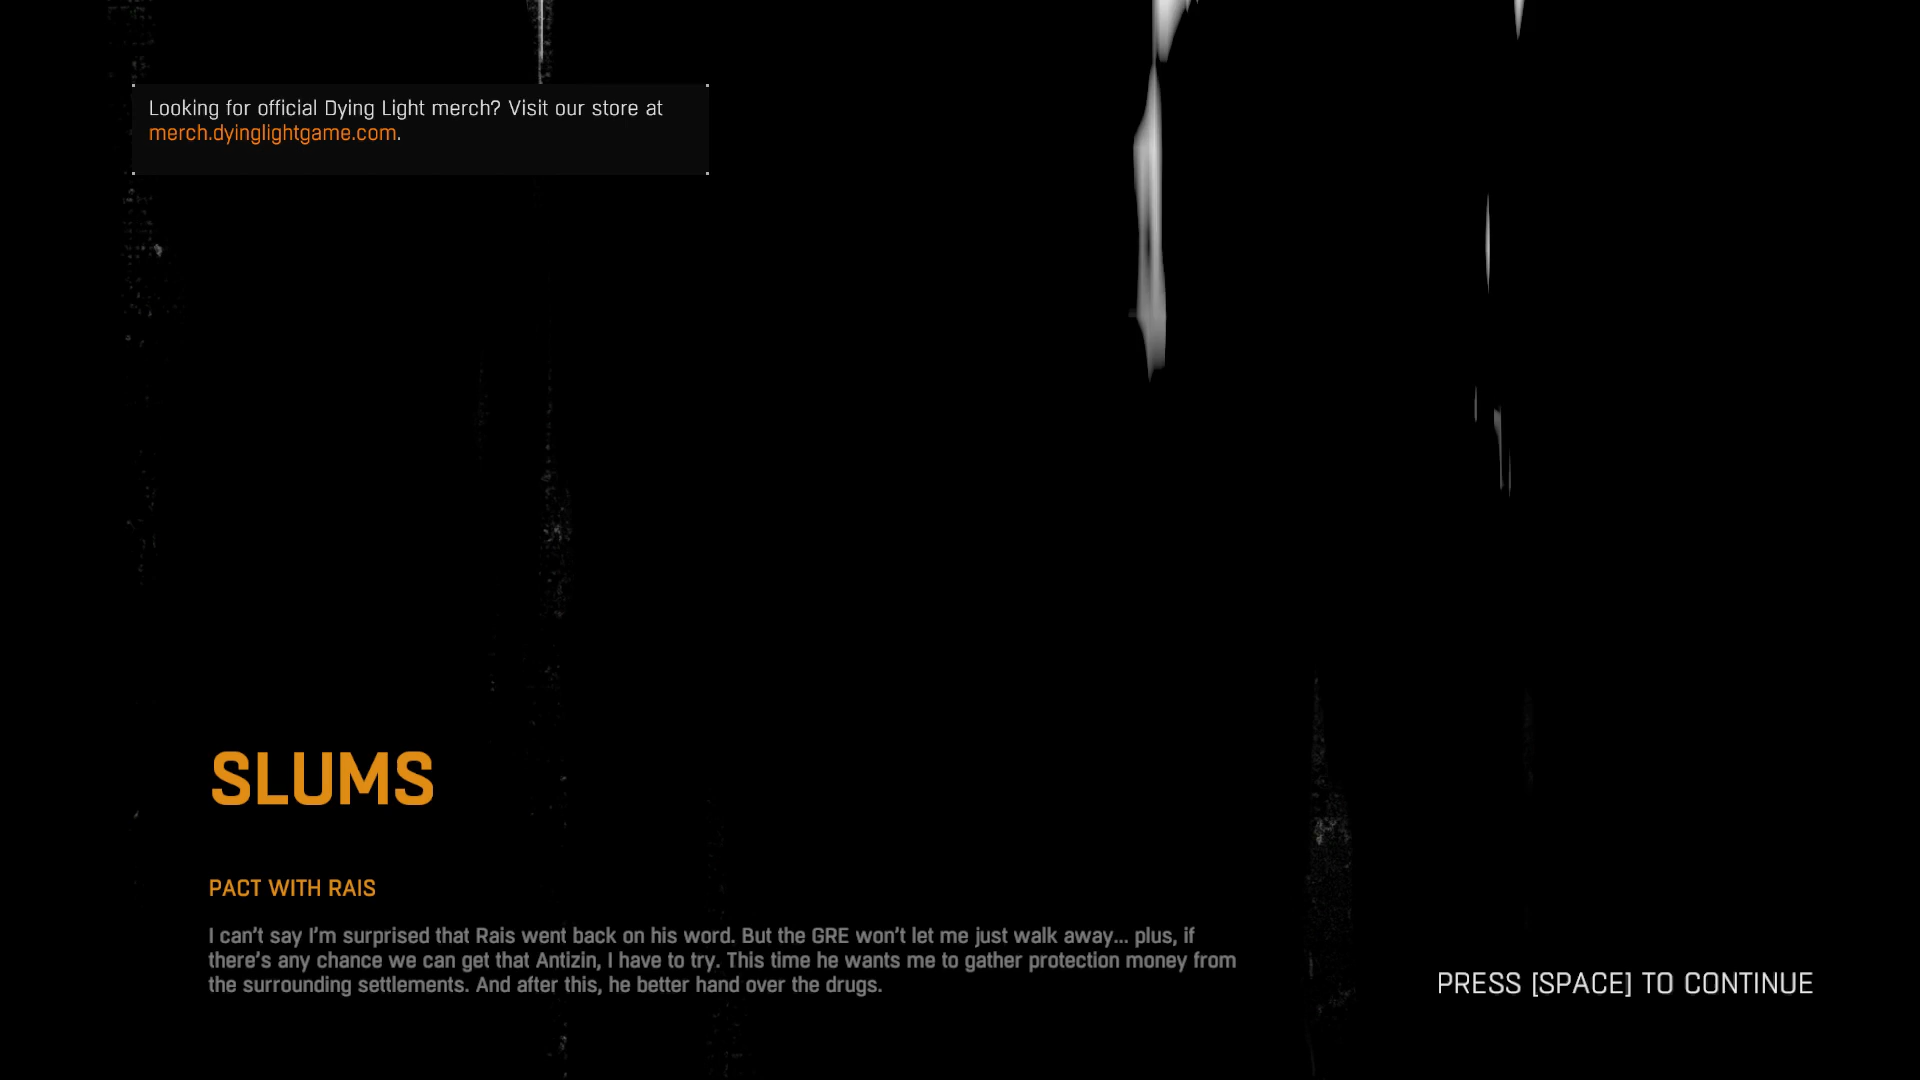 Looking for official Dying Light merch? Visit our store at
merch.dyinglightgame.com.
SLUMS
PACT WITH RAIS
I can't say I'm surprised that Rais went back on his word. But the GRE won't let me just walk away... plus, if
there's any chance we can get that Antizin, I have to try. This time he wants me to gather protection money from
the surrounding settlements. And after this, he better hand over the drugs.
PRESS [SPACE] TO CONTINUE